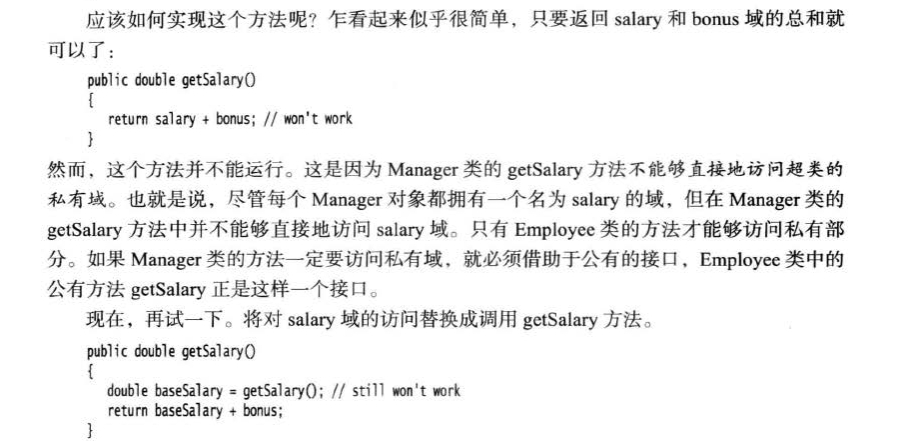 应该如何实现这个方法呢？乍看起来似乎很简单，只要返回 salary 和 bonus 域的总和就
可以了：
public double getSalary()
{
return salary + bonus; // won't work
}
然而，这个方法并不能运行。这是因为 Manager 类的 getSalary 方法不能够直接地访问超类的
私有域。也就是说，尽管每个 Manager 对象都拥有一个名为 salary 的域，但在 Manager 类的
getSalary 方法中并不能够直接地访问 salary 域。只有 Employee 类的方法才能够访问私有部
分。如果 Manager 类的方法一定要访问私有域，就必须借助于公有的接口，Employee 类中的
公有方法 getSalary 正是这样一个接口。
现在，再试一下。将对 salary 域的访问替换成调用 getSalary 方法。
public double getSalary()
{
double baseSalary = getSalary(); // still won't work
return baseSalary + bonus;
}